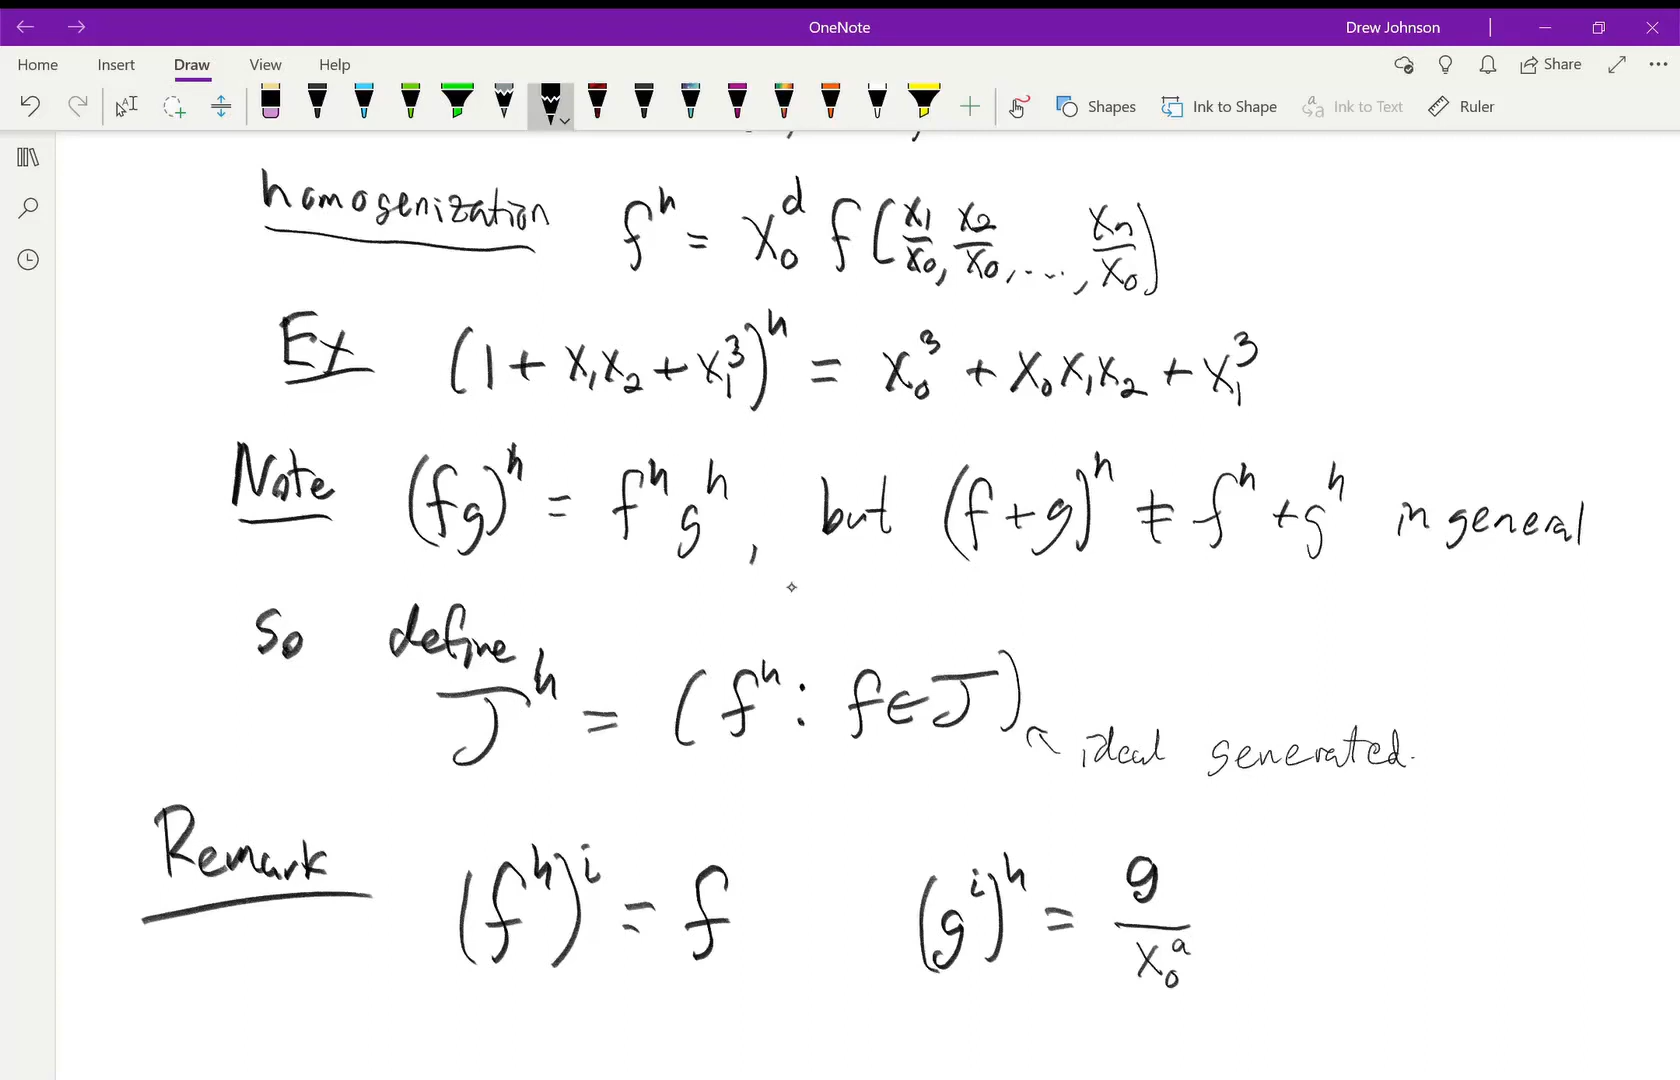 OneNote
Drew Johnson
Home Insert Draw View Help
Share
Shapes Ink to Shape Ink to Text Ruler
homogenization f^h = x_0^d f(x_1/x_0, x_2/x_0, ..., x_n/x_0)
Ex (1 + x_1x_2 + x_1^3)^h = x_0^3 + x_0x_1x_2 + x_1^3
Note (fg)^h = f^h g^h, but (f+g)^h ≠ f^h + g^h in general
So define
J^h = (f^h : f∈J)
↖ ideal generated.
Remark (f^h)^i = f (g^i)^h = g/x_0^a